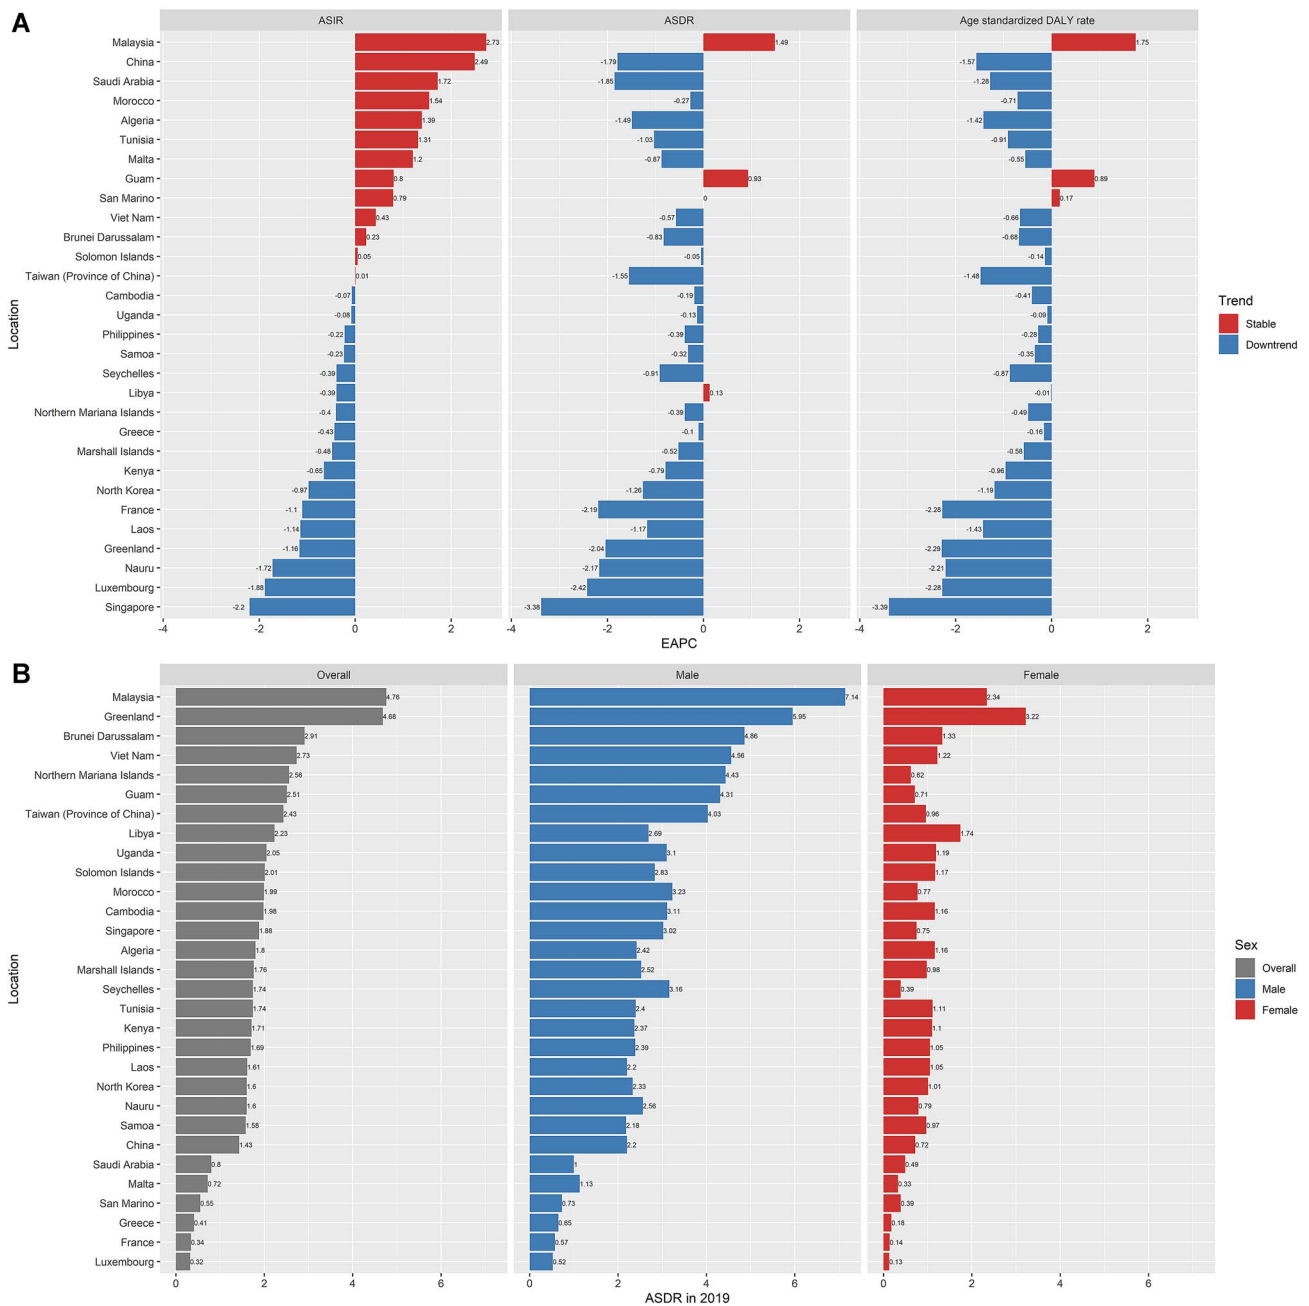 A
ASIR ASDR Age standardized DALY rate
Malaysia 2.73 1.49 1.75
China 2.49 -1.79 -1.57
Saudi Arabia 1.72 -1.85 -1.28
Morocco 1.54 -0.27 -0.71
Algeria 1.39 -1.49 -1.42
Tunisia 1.31 -1.03 -0.91
Malta 1.2 -0.87 -0.55
Guam 0.8 0.93 0.89
San Marino 0.79 0 0.17
Viet Nam 0.43 -0.57 -0.66
Brunei Darussalam 0.23 -0.83 -0.68
Solomon Islands 0.05 -0.05 -0.14
Taiwan (Province of China) 0.01 -1.55 -1.48
Cambodia -0.07 -0.19 -0.41
Uganda -0.08 -0.13 -0.09
Philippines -0.22 -0.39 -0.28
Samoa -0.23 -0.32 -0.35
Seychelles -0.39 -0.91 -0.87
Libya -0.39 0.13 -0.01
Northern Mariana Islands -0.4 -0.39 -0.49
Greece -0.43 -0.1 -0.16
Marshall Islands -0.48 -0.52 -0.58
Kenya -0.65 -0.79 -0.96
North Korea -0.97 -1.26 -1.19
France -1.1 -2.19 -2.28
Laos -1.14 -1.17 -1.43
Greenland -1.16 -2.04 -2.29
Nauru -1.72 -2.17 -2.21
Luxembourg -1.88 -2.42 -2.28
Singapore -2.2 -3.38 -3.39
-4 -2 0 2 -4 -2 0 2 -4 -2 0 2
EAPC
Location
Trend
Stable
Downtrend
B
Overall Male Female
Malaysia 4.76 7.14 2.34
Greenland 4.68 5.95 3.22
Brunei Darussalam 2.91 4.86 1.33
Viet Nam 2.73 4.56 1.22
Northern Mariana Islands 2.56 4.43 0.62
Guam 2.51 4.31 0.71
Taiwan (Province of China) 2.43 4.03 0.96
Libya 2.23 2.69 1.74
Uganda 2.05 3.1 1.19
Solomon Islands 2.01 2.83 1.17
Morocco 1.99 3.23 0.77
Cambodia 1.98 3.11 1.16
Singapore 1.88 3.02 0.75
Algeria 1.8 2.42 1.16
Marshall Islands 1.76 2.52 0.98
Seychelles 1.74 3.16 0.39
Tunisia 1.74 2.4 1.11
Kenya 1.71 2.37 1.1
Philippines 1.69 2.39 1.05
Laos 1.61 2.2 1.05
North Korea 1.6 2.33 1.01
Nauru 1.6 2.56 0.79
Samoa 1.58 2.18 0.97
China 1.43 2.2 0.72
Saudi Arabia 0.8 1 0.49
Malta 0.72 1.13 0.33
San Marino 0.55 0.73 0.39
Greece 0.41 0.65 0.18
France 0.34 0.57 0.14
Luxembourg 0.32 0.52 0.13
0 2 4 6 0 2 4 6 0 2 4 6
ASDR in 2019
Location
Sex
Overall
Male
Female